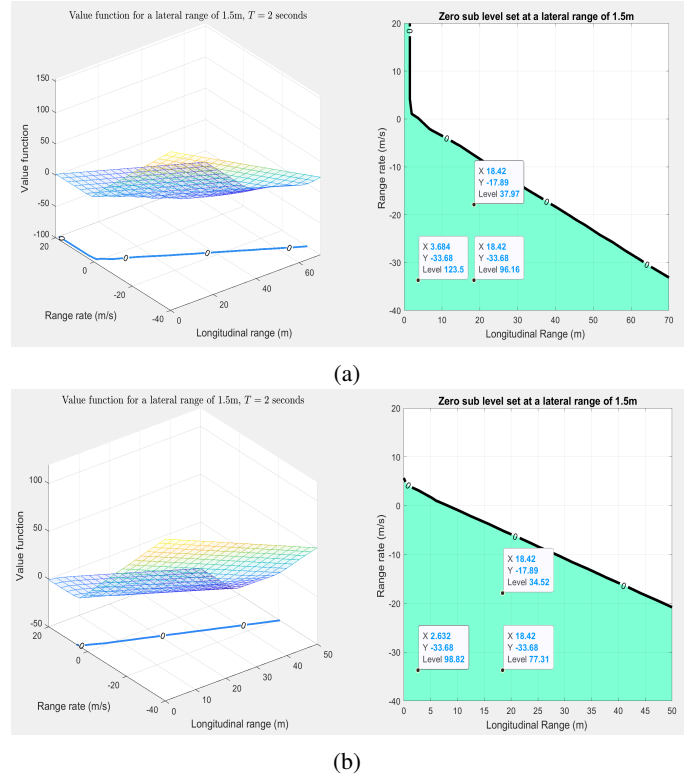 Value function for a lateral range of 1.5m, T = 2 seconds
150
100
50
0
-50
-100
Value function
20
0
-20
-40
Range rate (m/s)
0
20
40
60
Longitudinal range (m)
0
0
0
0
Zero sub level set at a lateral range of 1.5m
20
10
0
-10
-20
-30
-40
Range rate (m/s)
0
0
0
0
X 18.42
Y -17.89
Level 37.97
X 3.684
Y -33.68
Level 123.5
X 18.42
Y -33.68
Level 96.16
0 10 20 30 40 50 60 70
Longitudinal Range (m)
(a)
Value function for a lateral range of 1.5m, T = 2 seconds
100
50
0
-50
Value function
20
0
-20
-40
Range rate (m/s)
0
10
20
30
40
50
Longitudinal range (m)
0
0
0
Zero sub level set at a lateral range of 1.5m
20
10
0
-10
-20
-30
-40
Range rate (m/s)
0
0
0
X 18.42
Y -17.89
Level 34.52
X 2.632
Y -33.68
Level 98.82
X 18.42
Y -33.68
Level 77.31
0 5 10 15 20 25 30 35 40 45 50
Longitudinal Range (m)
(b)